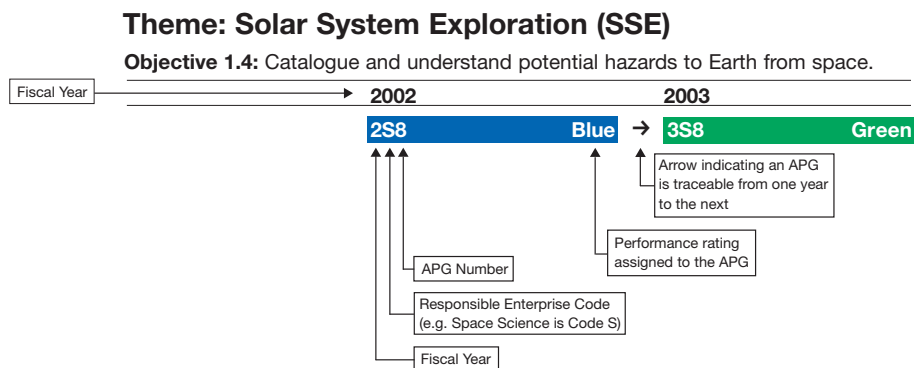 Theme: Solar System Exploration (SSE)
Objective 1.4: Catalogue and understand potential hazards to Earth from space.
Fiscal Year
2002 2003
2S8 Blue → 3S8 Green
Arrow indicating an APG
is traceable from one year
to the next
Performance rating
assigned to the APG
APG Number
Responsible Enterprise Code
(e.g. Space Science is Code S)
Fiscal Year